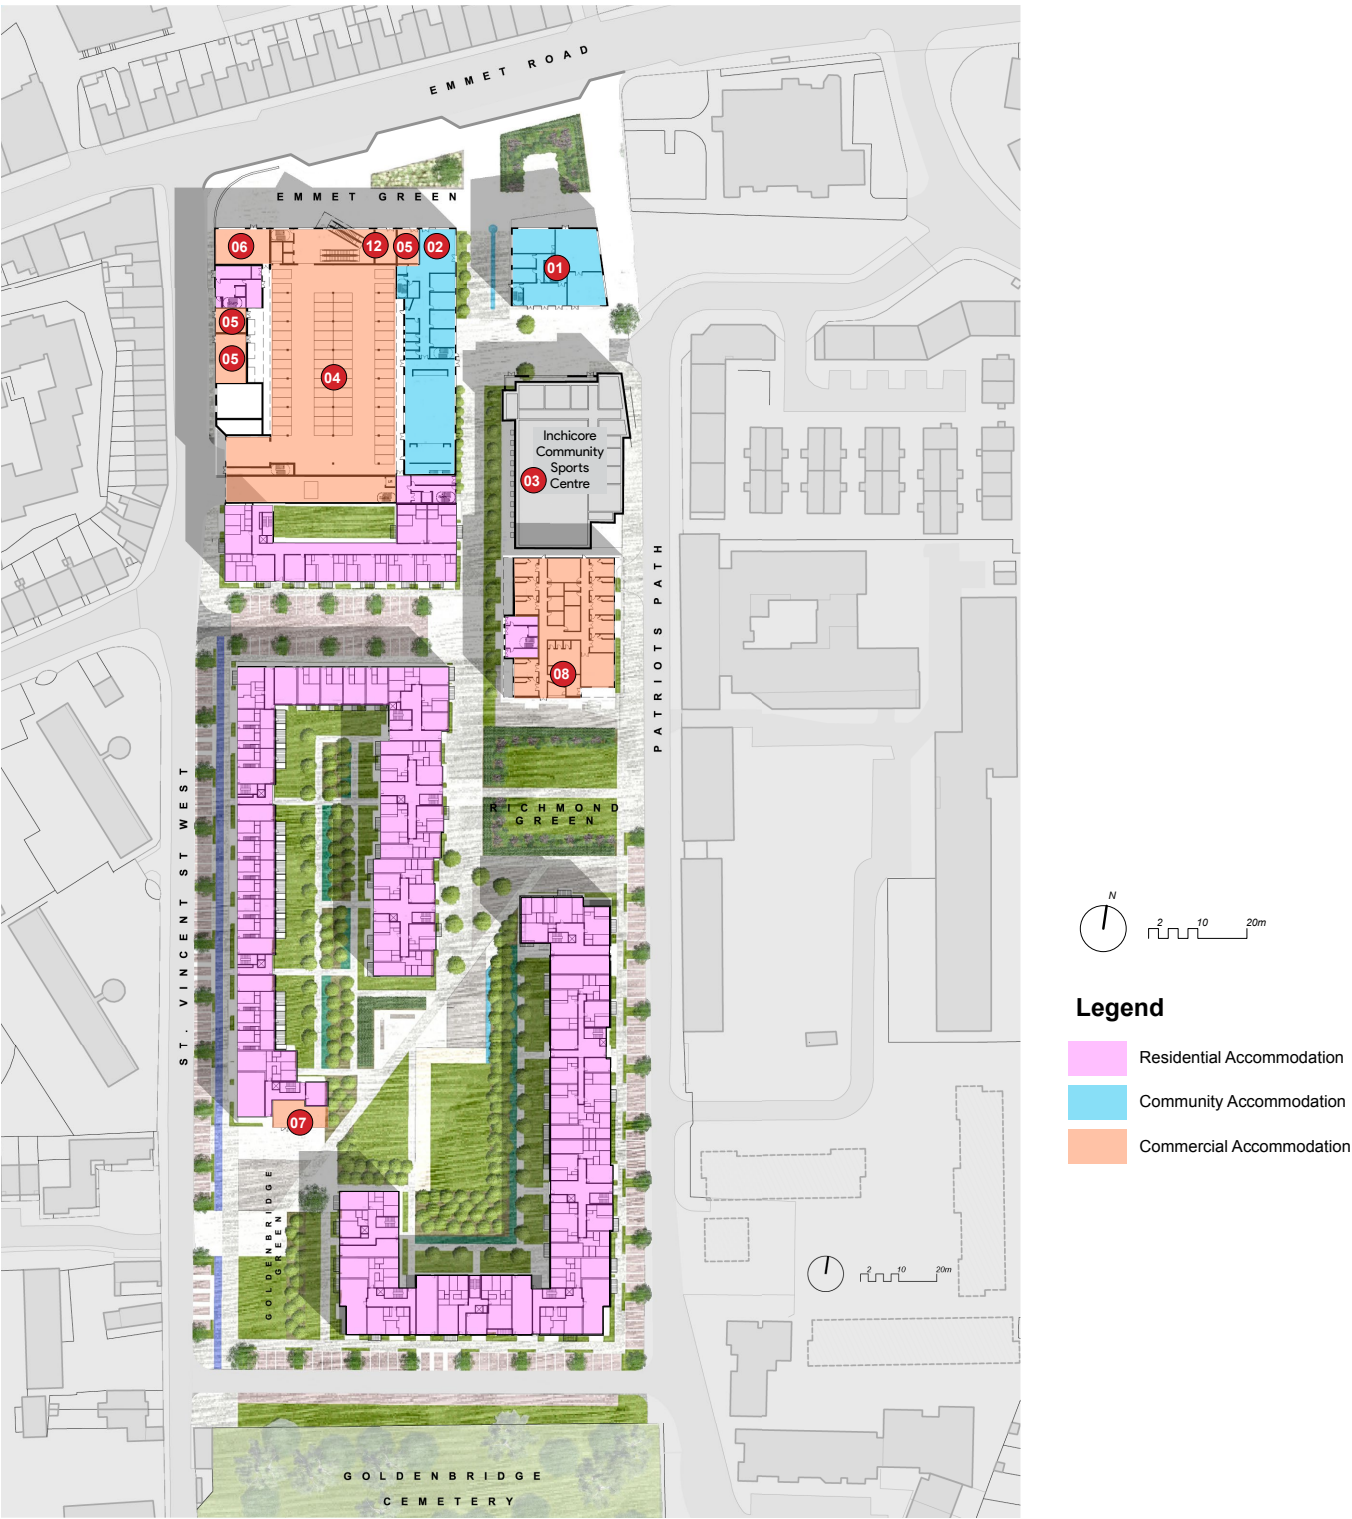 EMMET ROAD
EMMET GREEN
06
12
05
02
01
05
05
04
Inchicore
Community
Sports
Centre
03
08
PATRIOTS PATH
ST. VINCENT ST WEST
RICHMOND
GREEN
07
GOLDENBRIDGE
GREEN
GOLDENBRIDGE
CEMETERY
2 10 20m
N
2 10 20m
Legend
Residential Accommodation
Community Accommodation
Commercial Accommodation